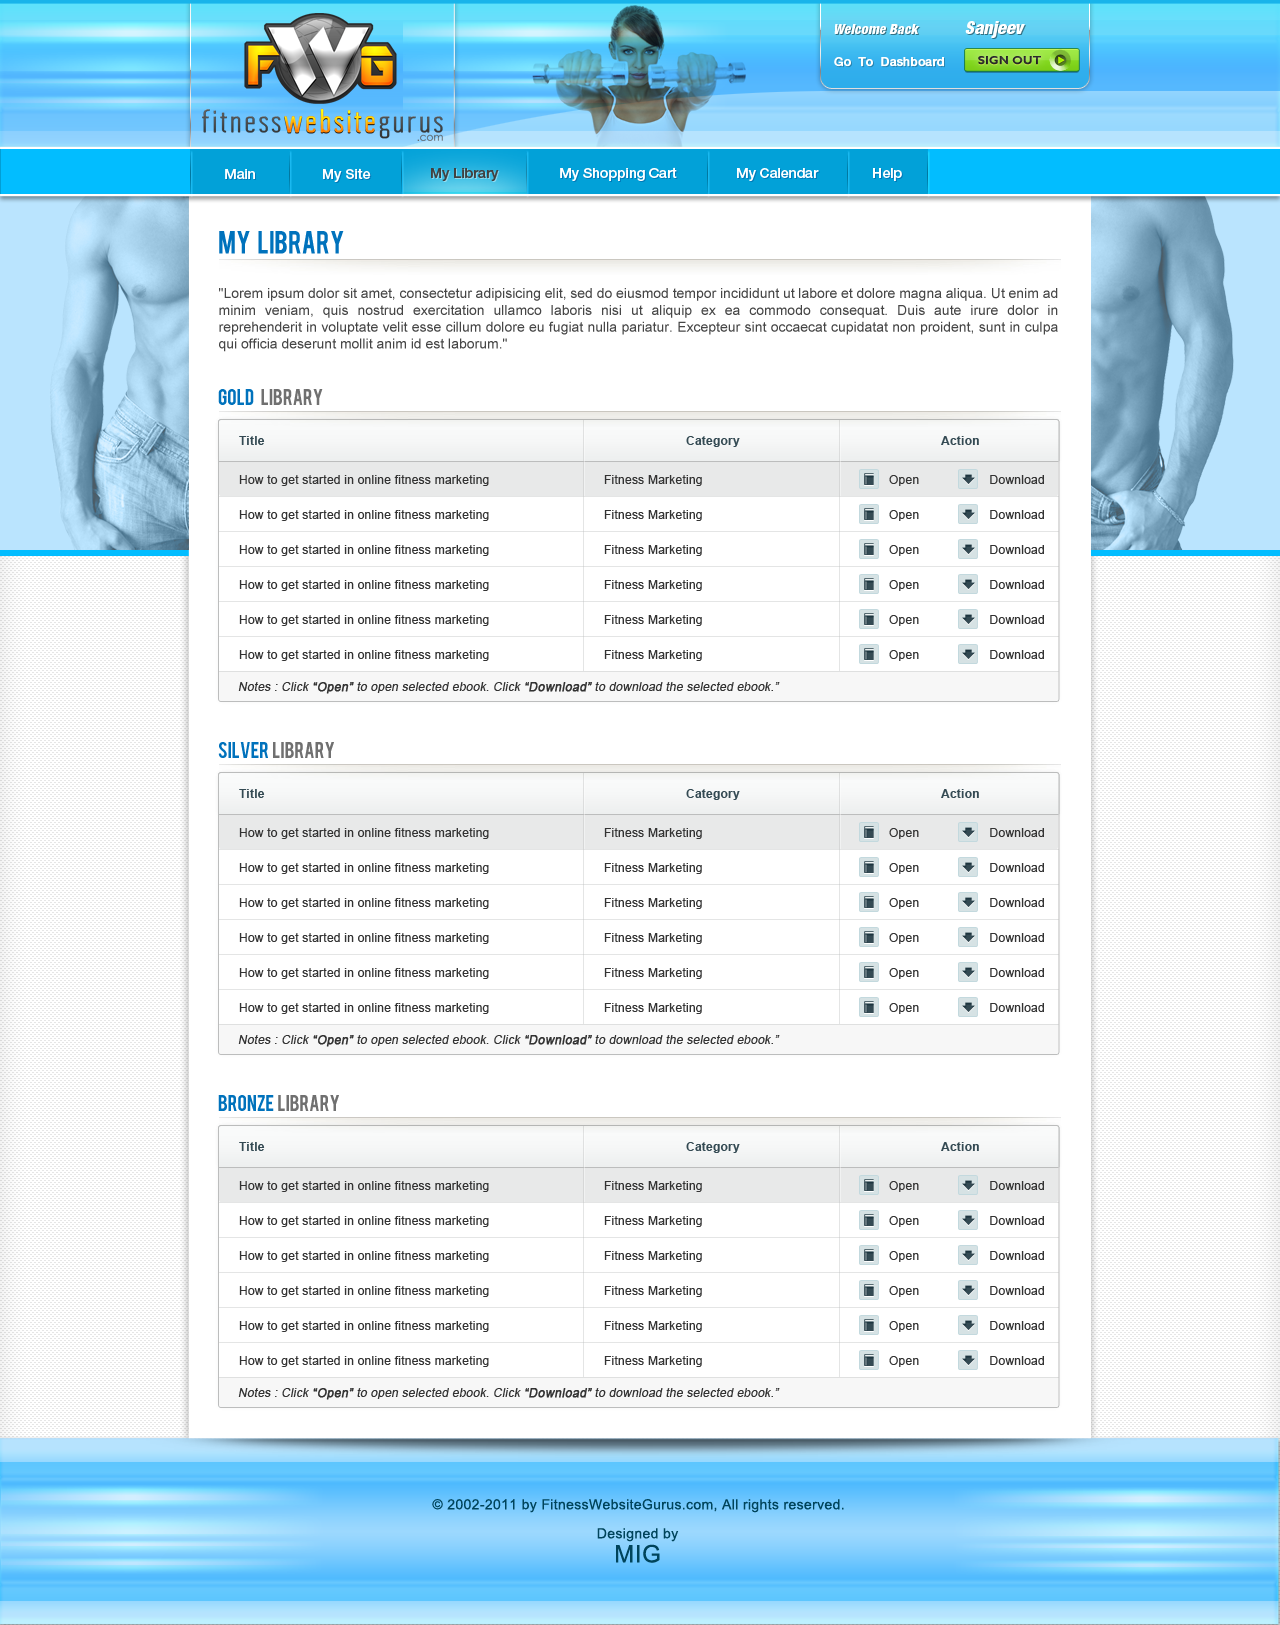 FWG
fitnesswebsitegurus
.com
Welcome Back Sanjeev
Go To Dashboard SIGN OUT
Main My Site My Library My Shopping Cart My Calendar Help
MY LIBRARY
"Lorem ipsum dolor sit amet, consectetur adipisicing elit, sed do eiusmod tempor incididunt ut labore et dolore magna aliqua. Ut enim ad
minim veniam, quis nostrud exercitation ullamco laboris nisi ut aliquip ex ea commodo consequat. Duis aute irure dolor in
reprehenderit in voluptate velit esse cillum dolore eu fugiat nulla pariatur. Excepteur sint occaecat cupidatat non proident, sunt in culpa
qui officia deserunt mollit anim id est laborum."
GOLD LIBRARY
Title Category Action
How to get started in online fitness marketing Fitness Marketing Open Download
How to get started in online fitness marketing Fitness Marketing Open Download
How to get started in online fitness marketing Fitness Marketing Open Download
How to get started in online fitness marketing Fitness Marketing Open Download
How to get started in online fitness marketing Fitness Marketing Open Download
How to get started in online fitness marketing Fitness Marketing Open Download
Notes : Click “Open” to open selected ebook. Click “Download” to download the selected ebook.”
SILVER LIBRARY
Title Category Action
How to get started in online fitness marketing Fitness Marketing Open Download
How to get started in online fitness marketing Fitness Marketing Open Download
How to get started in online fitness marketing Fitness Marketing Open Download
How to get started in online fitness marketing Fitness Marketing Open Download
How to get started in online fitness marketing Fitness Marketing Open Download
How to get started in online fitness marketing Fitness Marketing Open Download
Notes : Click “Open” to open selected ebook. Click “Download” to download the selected ebook.”
BRONZE LIBRARY
Title Category Action
How to get started in online fitness marketing Fitness Marketing Open Download
How to get started in online fitness marketing Fitness Marketing Open Download
How to get started in online fitness marketing Fitness Marketing Open Download
How to get started in online fitness marketing Fitness Marketing Open Download
How to get started in online fitness marketing Fitness Marketing Open Download
How to get started in online fitness marketing Fitness Marketing Open Download
Notes : Click “Open” to open selected ebook. Click “Download” to download the selected ebook.”
© 2002-2011 by FitnessWebsiteGurus.com, All rights reserved.
Designed by
MIG